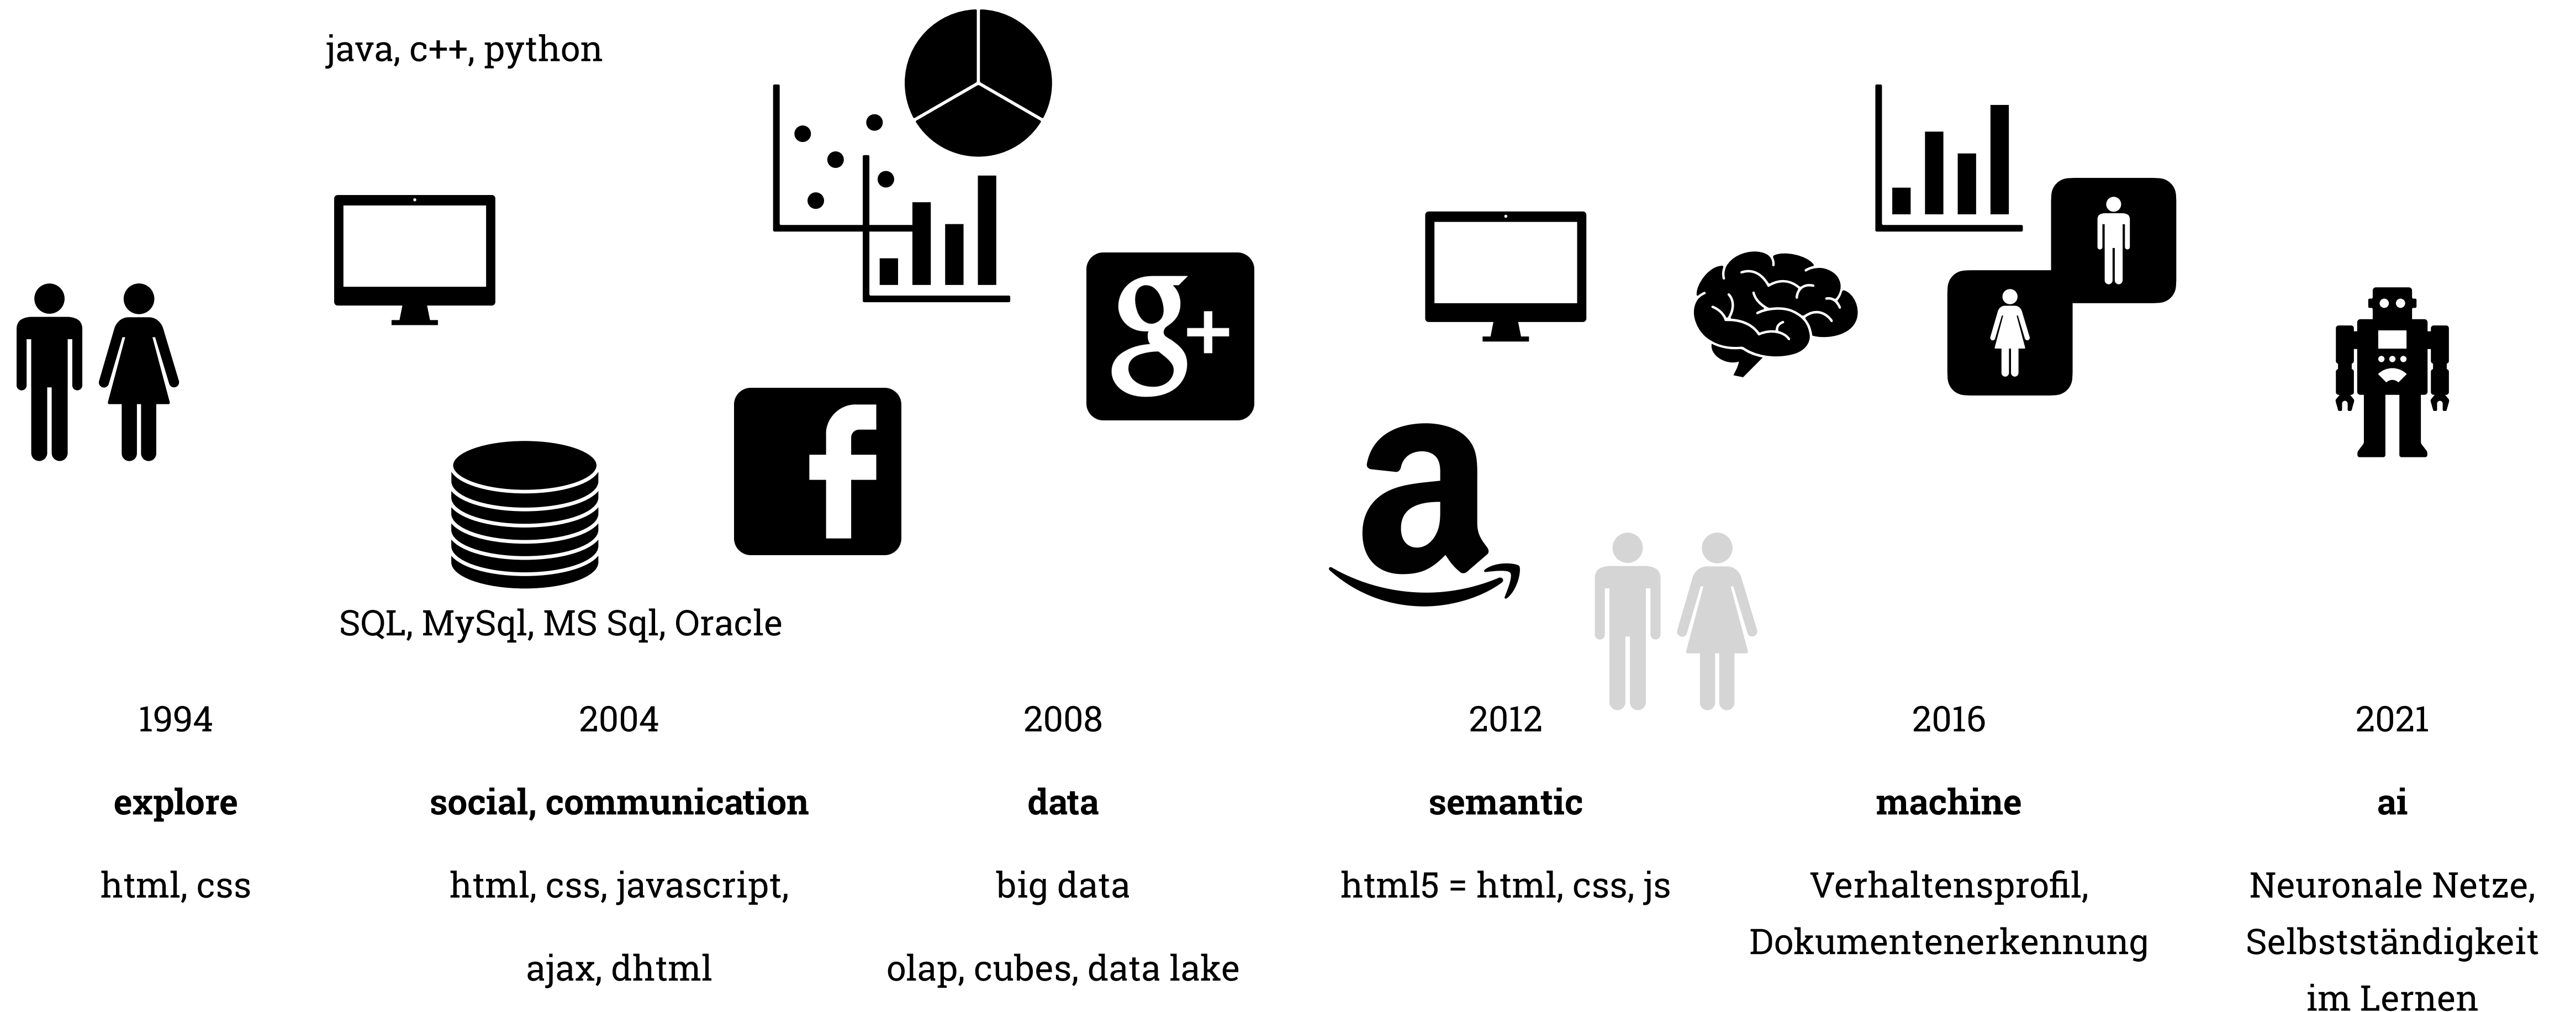 java, c++, python
g+
f
a
SQL, MySql, MS Sql, Oracle
1994
explore
html, css
2004
social, communication
html, css, javascript,
ajax, dhtml
2008
data
big data
olap, cubes, data lake
2012
semantic
html5 = html, css, js
2016
machine
Verhaltensprofil,
Dokumentenerkennung
2021
ai
Neuronale Netze,
Selbstständigkeit
im Lernen